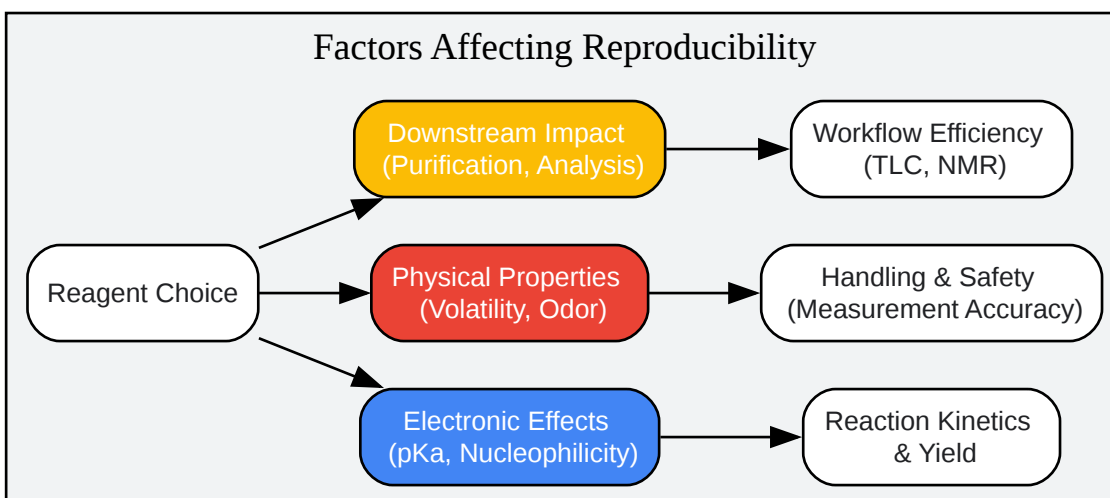 Factors Affecting Reproducibility
Downstream Impact
(Purification, Analysis)
Workflow Efficiency
(TLC, NMR)
Reagent Choice
Physical Properties
(Volatility, Odor)
Handling & Safety
(Measurement Accuracy)
Electronic Effects
(pKa, Nucleophilicity)
Reaction Kinetics
& Yield